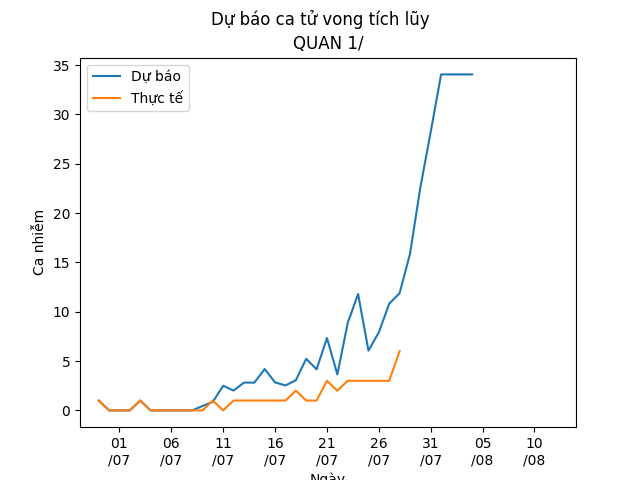 Dự báo ca tử vong tích lũy
QUAN 1/
Dự báo
Thực tế
Ca nhiễm
35
30
25
20
15
10
5
0
01 06 11 16 21 26 31 05 10
/07 /07 /07 /07 /07 /07 /07 /08 /08
Ngày